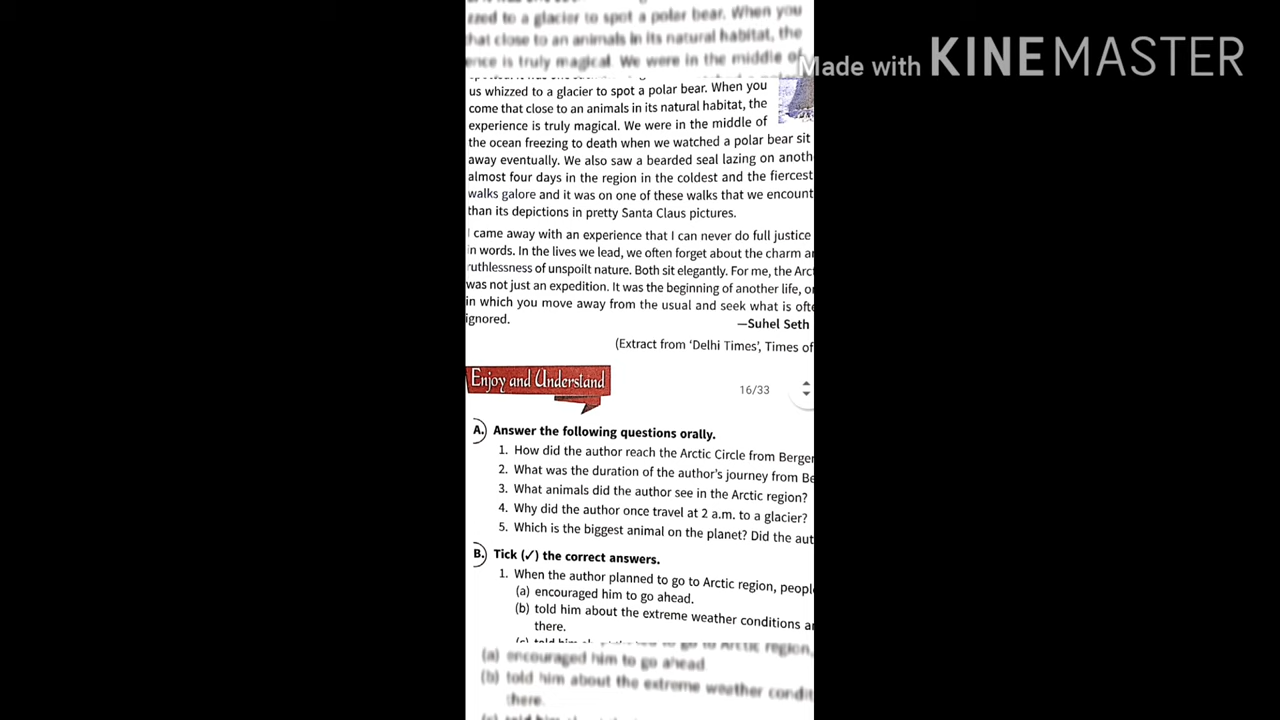 zzed to a glacier to spot a polar bear. When you
that close to an animals in its natural habitat, the
ence is truly magical. We were in the middle of
Made with KINEMASTER
us whizzed to a glacier to spot a polar bear. When you
come that close to an animals in its natural habitat, the
experience is truly magical. We were in the middle of
the ocean freezing to death when we watched a polar bear sit
away eventually. We also saw a bearded seal lazing on anoth
almost four days in the region in the coldest and the fiercest
walks galore and it was on one of these walks that we encount
than its depictions in pretty Santa Claus pictures.
I came away with an experience that I can never do full justice
in words. In the lives we lead, we often forget about the charm a
ruthlessness of unspoilt nature. Both sit elegantly. For me, the Arc
was not just an expedition. It was the beginning of another life, o
in which you move away from the usual and seek what is ofte
ignored.
—Suhel Seth
(Extract from ‘Delhi Times’, Times of
Enjoy and Understand
16/33
A. Answer the following questions orally.
1. How did the author reach the Arctic Circle from Berge
2. What was the duration of the author's journey from Be
3. What animals did the author see in the Arctic region?
4. Why did the author once travel at 2 a.m. to a glacier?
5. Which is the biggest animal on the planet? Did the aut
B. Tick (✓) the correct answers.
1. When the author planned to go to Arctic region, peopl
(a) encouraged him to go ahead.
(b) told him about the extreme weather conditions a
there.
(a) encouraged him to go ahead
(b) told him about the extreme weather condit
there.